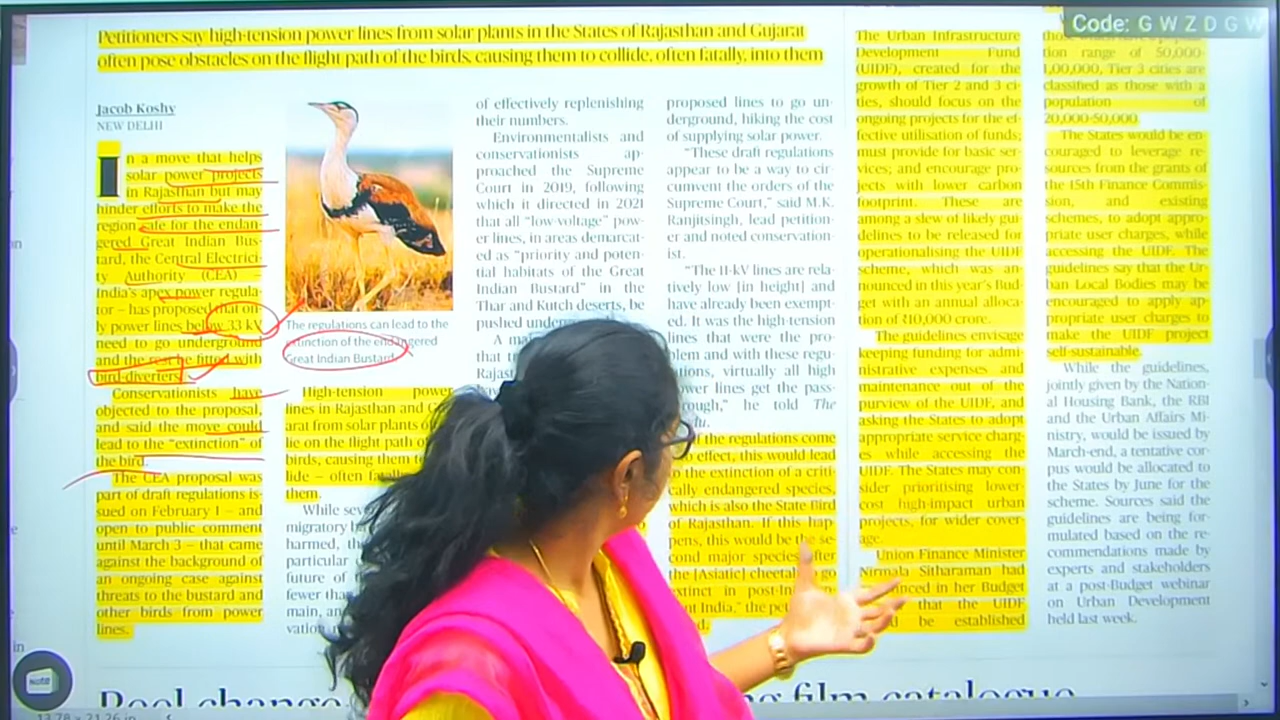 Code: G W Z D G W
Petitioners say high-tension power lines from solar plants in the States of Rajasthan and Gujarat
often pose obstacles on the flight path of the birds, causing them to collide, often fatally, into them
Jacob Koshy
NEW DELHI
In a move that helps
solar power projects
in Rajasthan but may
hinder efforts to make the
region safe for the endan-
gered Great Indian Bus-
tard, the Central Electrici-
ty Authority (CEA) –
India's apex power regula-
tor – has proposed that on-
ly power lines below 33 kV
need to go underground
and the rest be fitted with
bird-diverters.
Conservationists have
objected to the proposal,
and said the move could
lead to the “extinction” of
the bird.
The CEA proposal was
part of draft regulations is-
sued on February 1 – and
open to public comment
until March 3 – that came
against the background of
an ongoing case against
threats to the bustard and
other birds from power
lines.
The regulations can lead to the
extinction of the endangered
Great Indian Bustard.
High-tension power
lines in Rajasthan and
arat from solar plants
lie on the flight path of
birds, causing them to
lide – often
them.
While
migratory
harmed,
particular
future of
fewer than
main, an
vation
of effectively replenishing
their numbers.
Environmentalists and
conservationists ap-
proached the Supreme
Court in 2019, following
which it directed in 2021
that all “low-voltage” pow-
er lines, in areas demarcat-
ed as “priority and poten-
tial habitats of the Great
Indian Bustard” in the
Thar and Kutch deserts, be
pushed
A
that
proposed lines to go un-
derground, hiking the cost
of supplying solar power.
“These draft regulations
appear to be a way to cir-
cumvent the orders of the
Supreme Court,” said M.K.
Ranjitsingh, lead petition-
er and noted conservation-
ist.
“The 11-kV lines are rela-
tively low [in height] and
have already been exempt-
ed. It was the high-tension
lines that were the pro-
blem and with these regu-
virtually all high
lines get the pass-
he told The
the regulations come
effect, this would lead
the extinction of a criti-
cally endangered species,
which is also the State Bird
of Rajasthan. If this hap-
pens, this would be the se-
cond major species after
the [Asiatic] cheetah to go
extinct in
India,” the
The Urban Infrastructure
Development Fund
(UIDF), created for the
growth of Tier 2 and 3 ci-
ties, should focus on the
ongoing projects for the ef-
fective utilisation of funds;
must provide for basic ser-
vices; and encourage pro-
jects with lower carbon
footprint. These are
among a slew of likely gui-
delines to be released for
operationalising the UIDF
scheme, which was an-
nounced in this year's Bud-
get with an annual alloca-
tion of ₹10,000 crore.
The guidelines envisage
keeping funding for admi-
nistrative expenses and
maintenance out of the
purview of the UIDF, and
asking the States to adopt
appropriate service charg-
es while accessing the
UIDF. The States may con-
sider prioritising lower-
cost high-impact urban
projects, for wider cover-
age.
Union Finance Minister
Nirmala Sitharaman had
in her Budget
that the UIDF
be established
tion range of 50,000-
1,00,000, Tier 3 cities are
classified as those with a
population of
20,000-50,000.
The States would be en-
couraged to leverage re-
sources from the grants of
the 15th Finance Commis-
sion, and existing
schemes, to adopt appro-
priate user charges, while
accessing the UIDF. The
guidelines say that the Ur-
ban Local Bodies may be
encouraged to apply ap-
propriate user charges to
make the UIDF project
self-sustainable.
While the guidelines,
jointly given by the Nation-
al Housing Bank, the RBI
and the Urban Affairs Mi-
nistry, would be issued by
March-end, a tentative cor-
pus would be allocated to
the States by June for the
scheme. Sources said the
guidelines are being for-
mulated based on the re-
commendations made by
experts and stakeholders
at a post-Budget webinar
on Urban Development
held last week.
Note
film catalogue